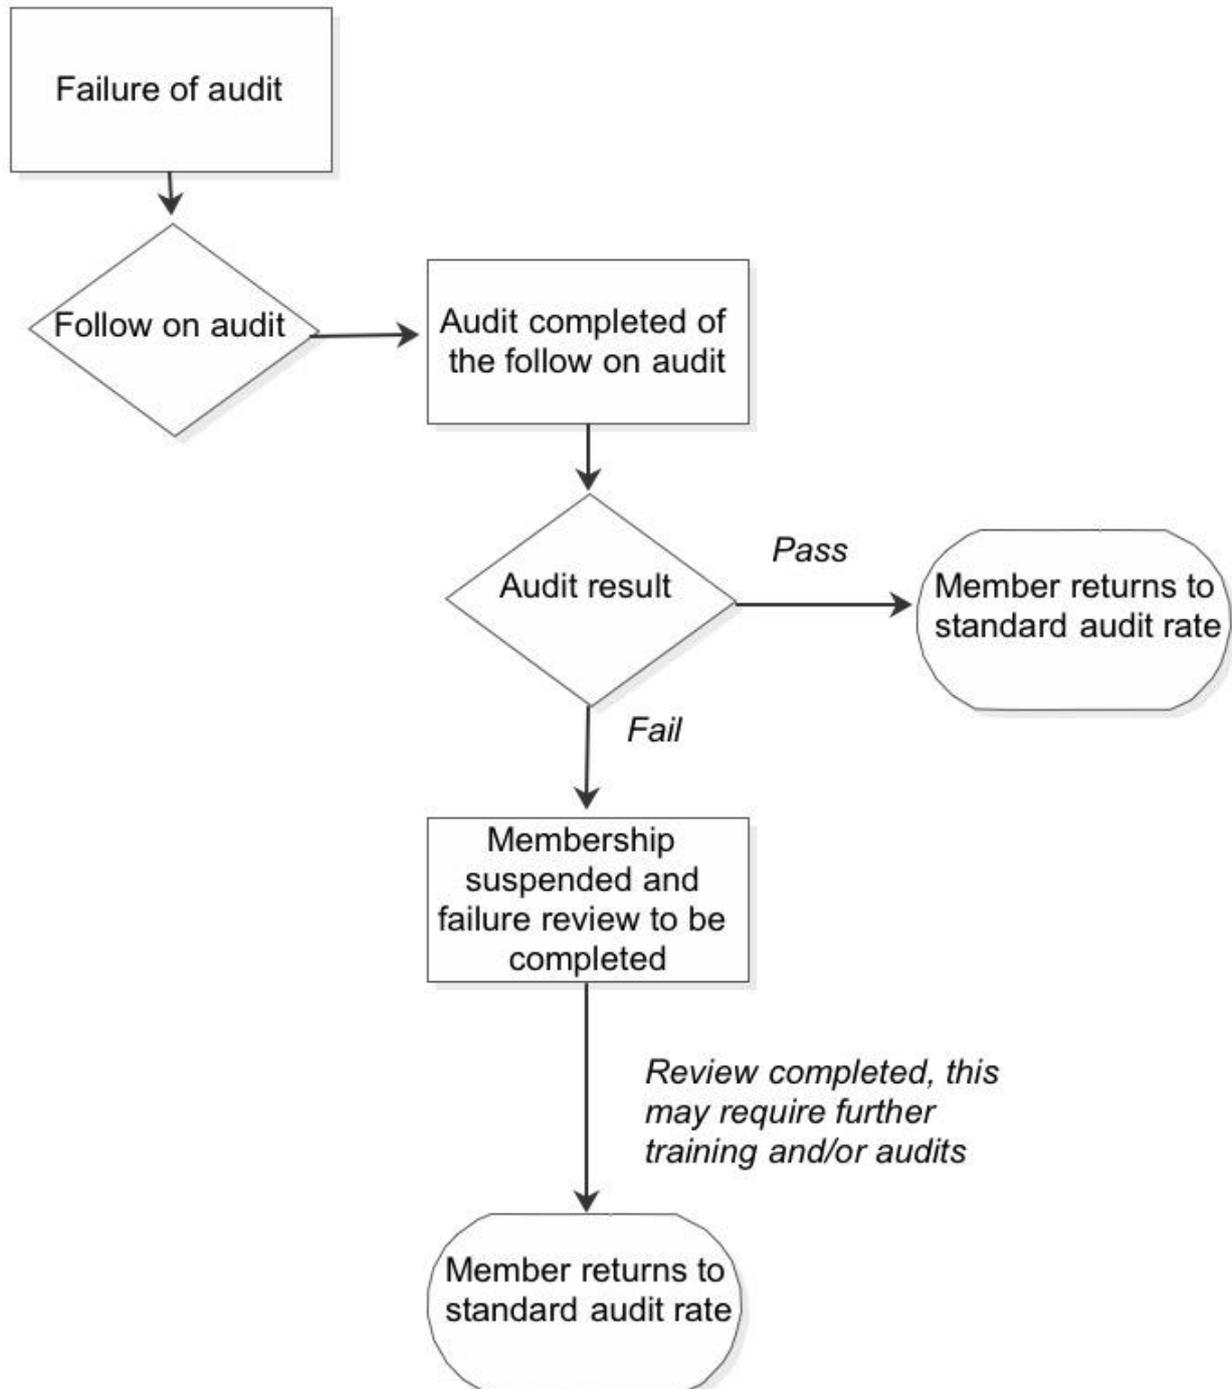 Failure of audit
Follow on audit
Audit completed of
the follow on audit
Audit result
Pass
Member returns to
standard audit rate
Fail
Membership
suspended and
failure review to be
completed
Review completed, this
may require further
training and/or audits
Member returns to
standard audit rate